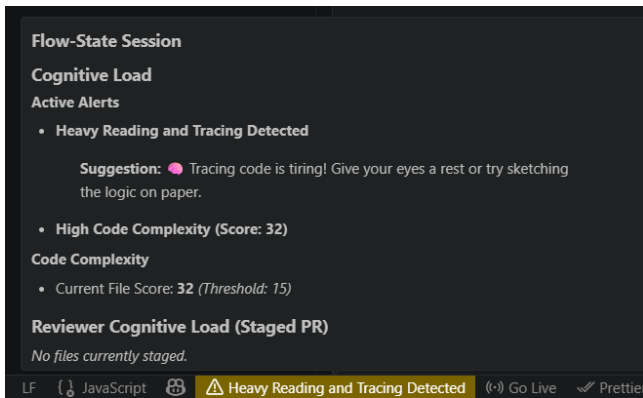 Flow-State Session
Cognitive Load
Active Alerts
• Heavy Reading and Tracing Detected
Suggestion: 🧠 Tracing code is tiring! Give your eyes a rest or try sketching
the logic on paper.
• High Code Complexity (Score: 32)
Code Complexity
• Current File Score: 32 (Threshold: 15)
Reviewer Cognitive Load (Staged PR)
No files currently staged.
LF { } JavaScript ⚠ Heavy Reading and Tracing Detected Go Live Prettier